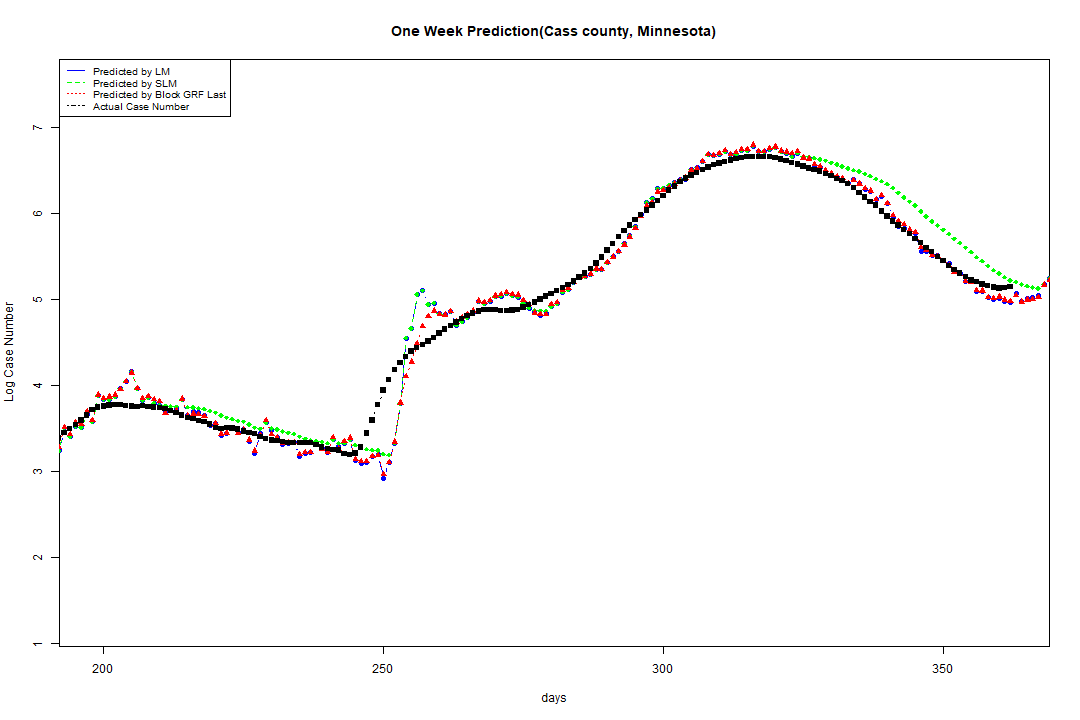 One Week Prediction(Cass county, Minnesota)
Predicted by LM
Predicted by SLM
Predicted by Block GRF Last
Actual Case Number
Log Case Number
7
6
5
4
3
2
1
200 250 300 350
days